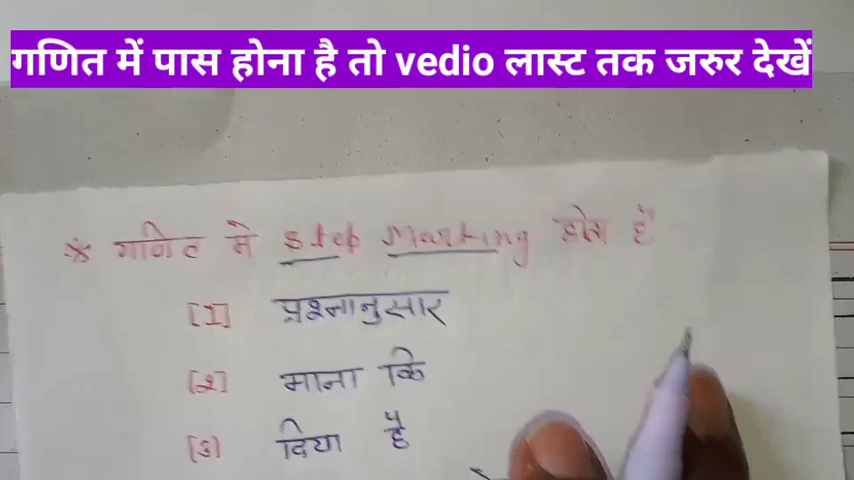 गणित में पास होना है तो vedio लास्ट तक जरुर देखें
* गणित मे Step Marking होता है
[1] प्रश्नानुसार
[2] माना कि
[3] दिया है